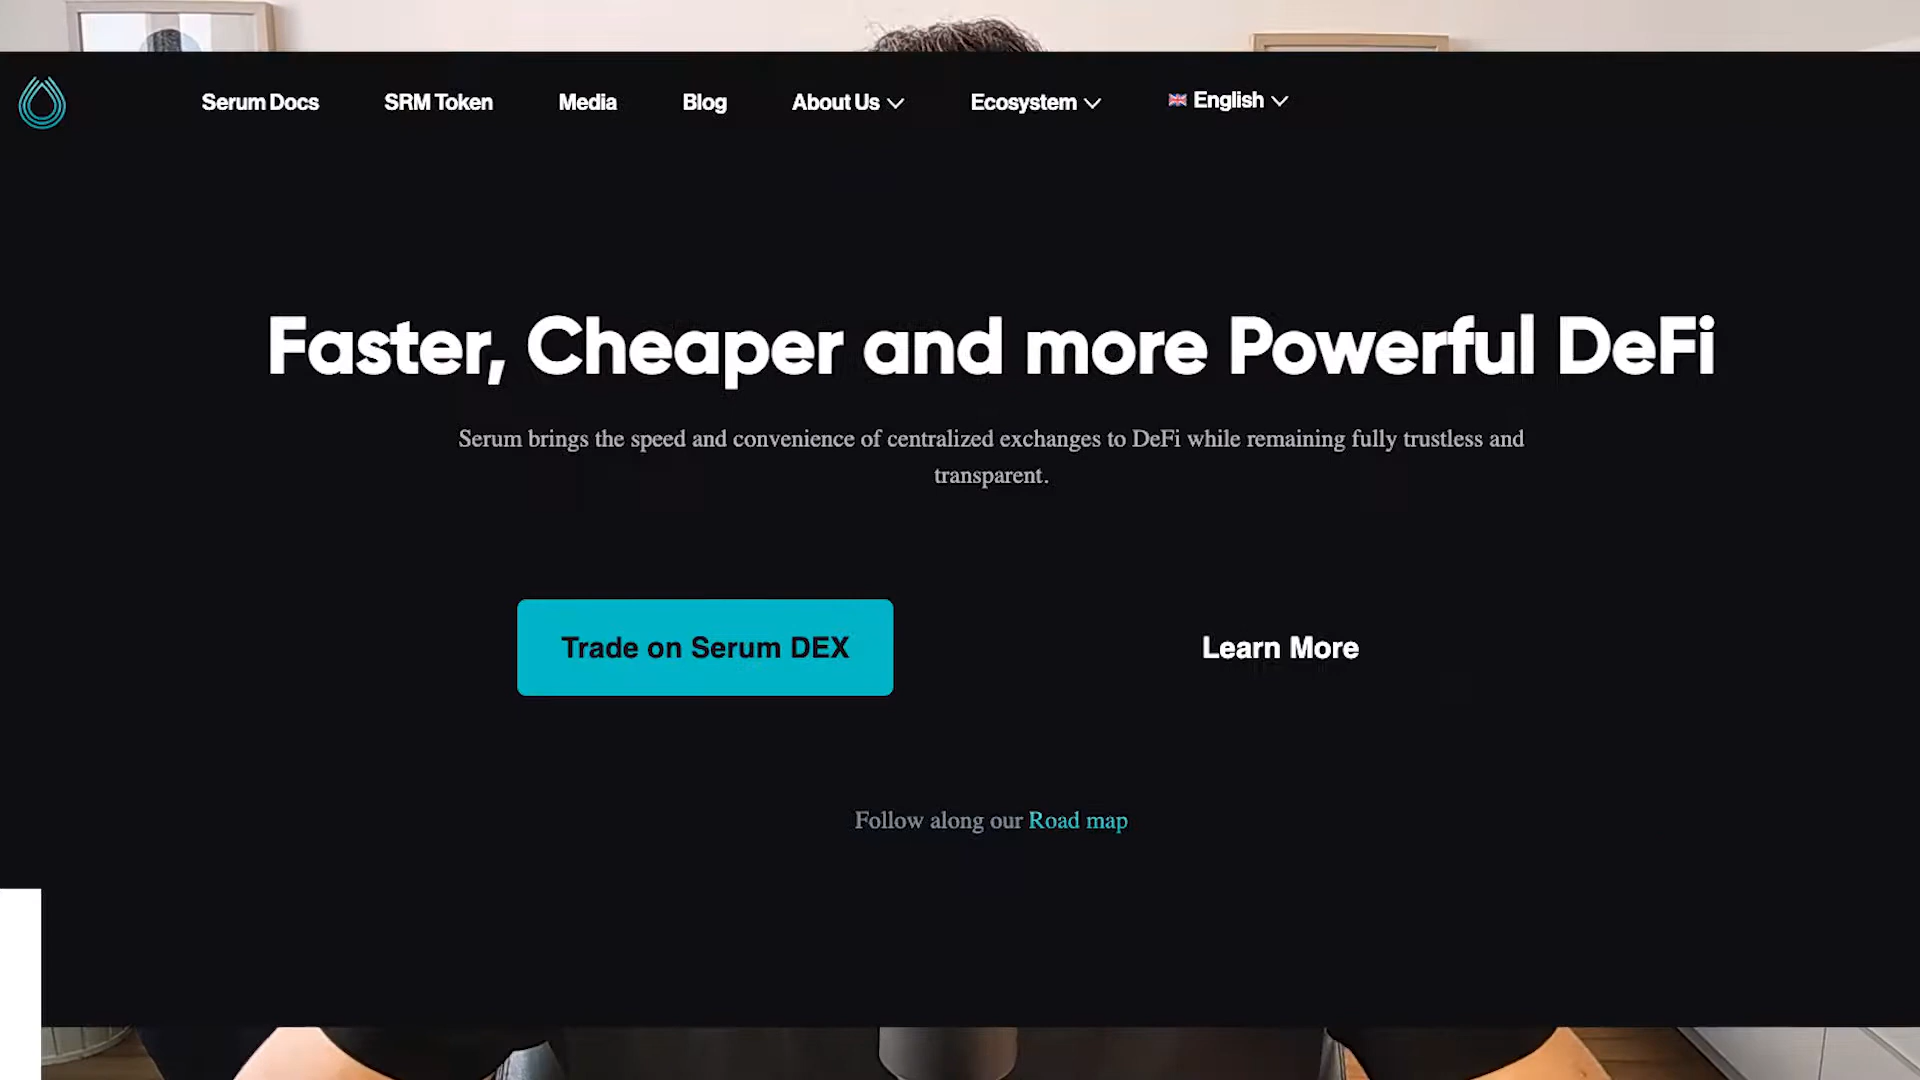 Serum Docs
SRM Token
Media
Blog
About Us
Ecosystem
English
Faster, Cheaper and more Powerful DeFi
Serum brings the speed and convenience of centralized exchanges to DeFi while remaining fully trustless and
transparent.
Trade on Serum DEX
Learn More
Follow along our Road map